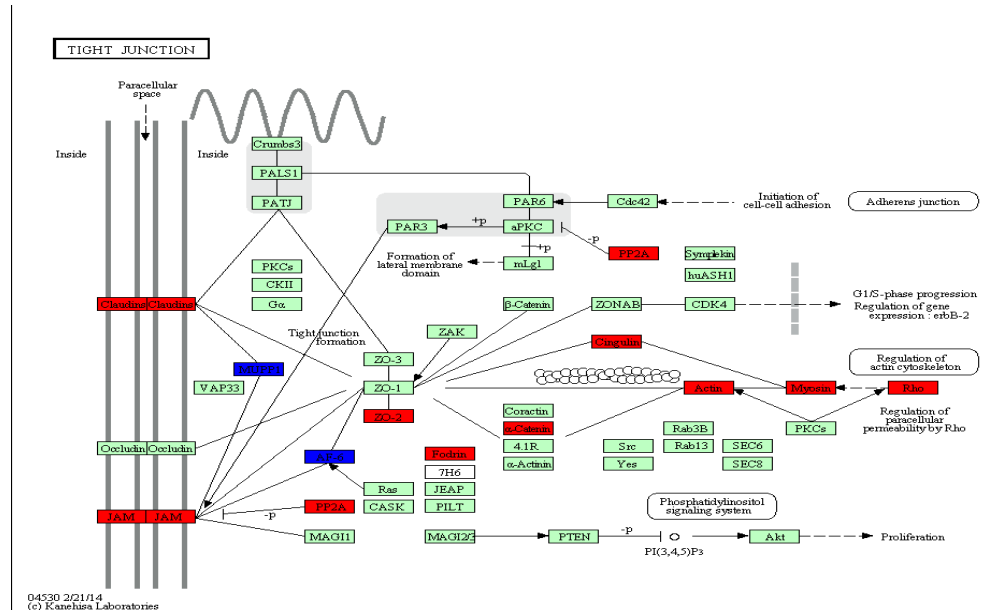 TIGHT JUNCTION
Paracellular
space
Inside
Inside
Crumbs3
PALS1
PATJ
PAR6
Cdc42
Initiation of
cell-cell adhesion
Adherens junction
PAR3
+p
aPKC
-p
+p
PP2A
Symplekin
huASH1
Formation of
lateral membrane
domain
mLgl
PKCs
CKII
Gα
Claudins
Claudins
β-Catenin
ZONAB
CDK4
G1/S-phase progression
Regulation of gene
expression : erbB-2
Tight junction
formation
ZAK
Cingulin
MUPP1
VAP33
ZO-3
ZO-1
ZO-2
Actin
Myosin
Rho
Regulation of
actin cytoskeleton
Regulation of
paracellular
permeability by Rho
PKCs
Coractin
α-Catenin
4.1R
α-Actinin
Rab3B
Rab13
Src
Yes
SEC6
SEC8
Occludin
Occludin
AF-6
Fodrin
7H6
JEAP
PILT
Ras
CASK
PP2A
-p
JAM
JAM
MAGI1
MAGI2/3
PTEN
-p
PI(3,4,5)P3
Phosphatidylinositol
signaling system
Akt
Proliferation
04530 2/21/14
(c) Kanehisa Laboratories